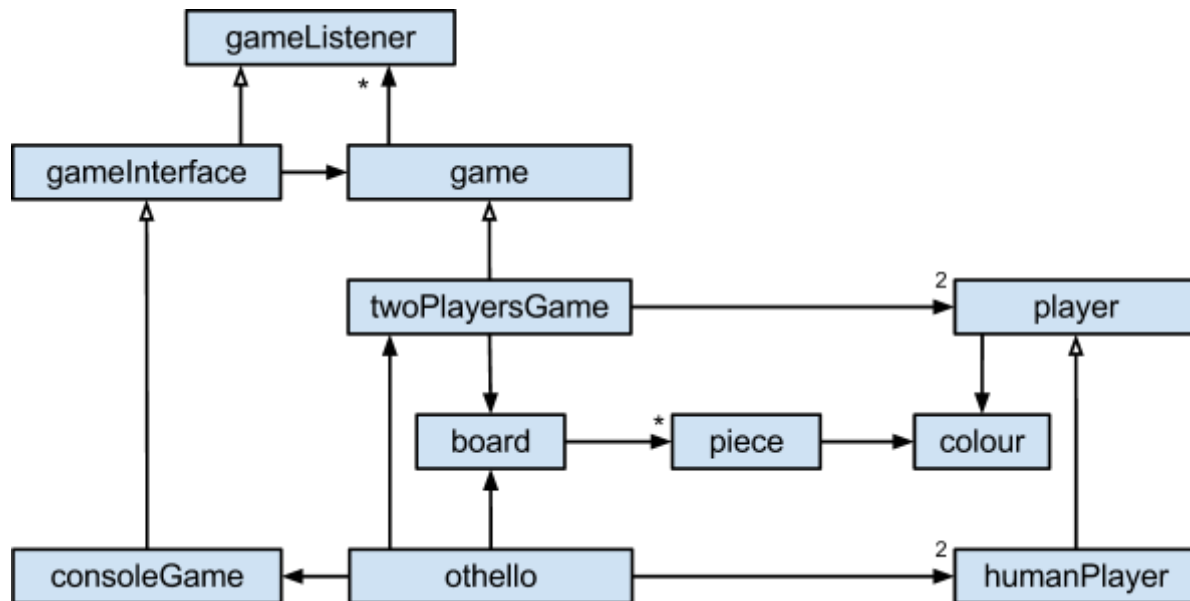 gameListener
*
gameInterface
game
2
twoPlayersGame
player
*
board
piece
colour
2
consoleGame
othello
humanPlayer